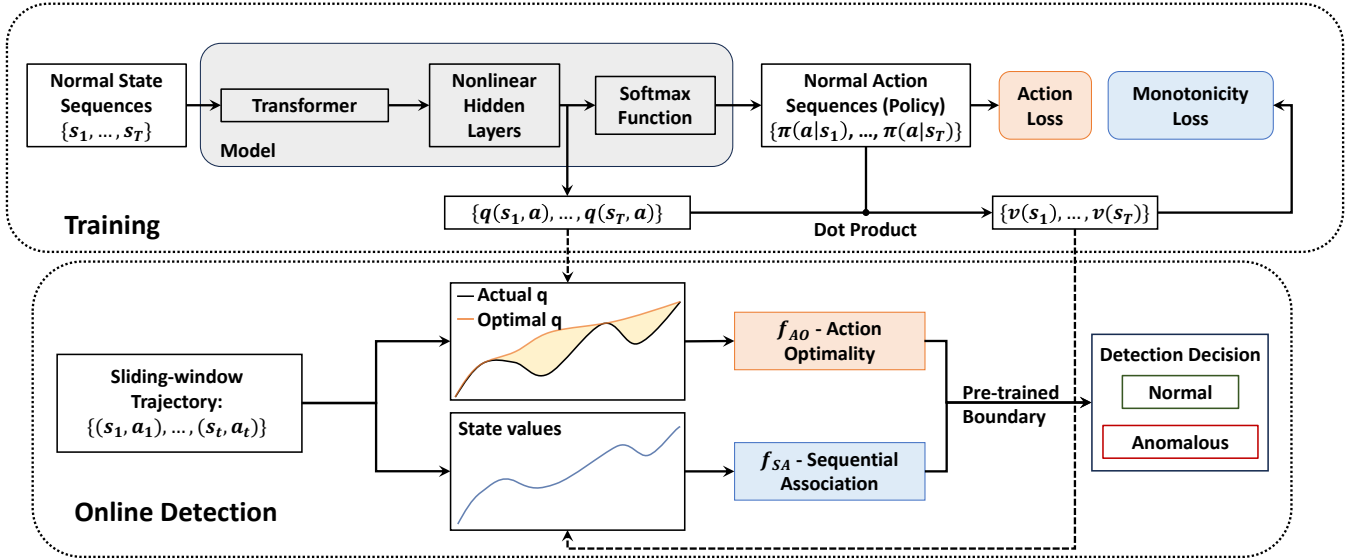 Normal State
Sequences
{s₁, …, s_T}
Transformer
Nonlinear
Hidden
Layers
Softmax
Function
Model
Normal Action
Sequences (Policy)
{π(a|s₁), …, π(a|s_T)}
Action
Loss
Monotonicity
Loss
{q(s₁, a), …, q(s_T, a)}
Dot Product
{v(s₁), …, v(s_T)}
Training
Sliding-window
Trajectory:
{(s₁, a₁), …, (s_t, a_t)}
Actual q
Optimal q
State values
f_AO - Action
Optimality
f_SA - Sequential
Association
Pre-trained
Boundary
Detection Decision
Normal
Anomalous
Online Detection